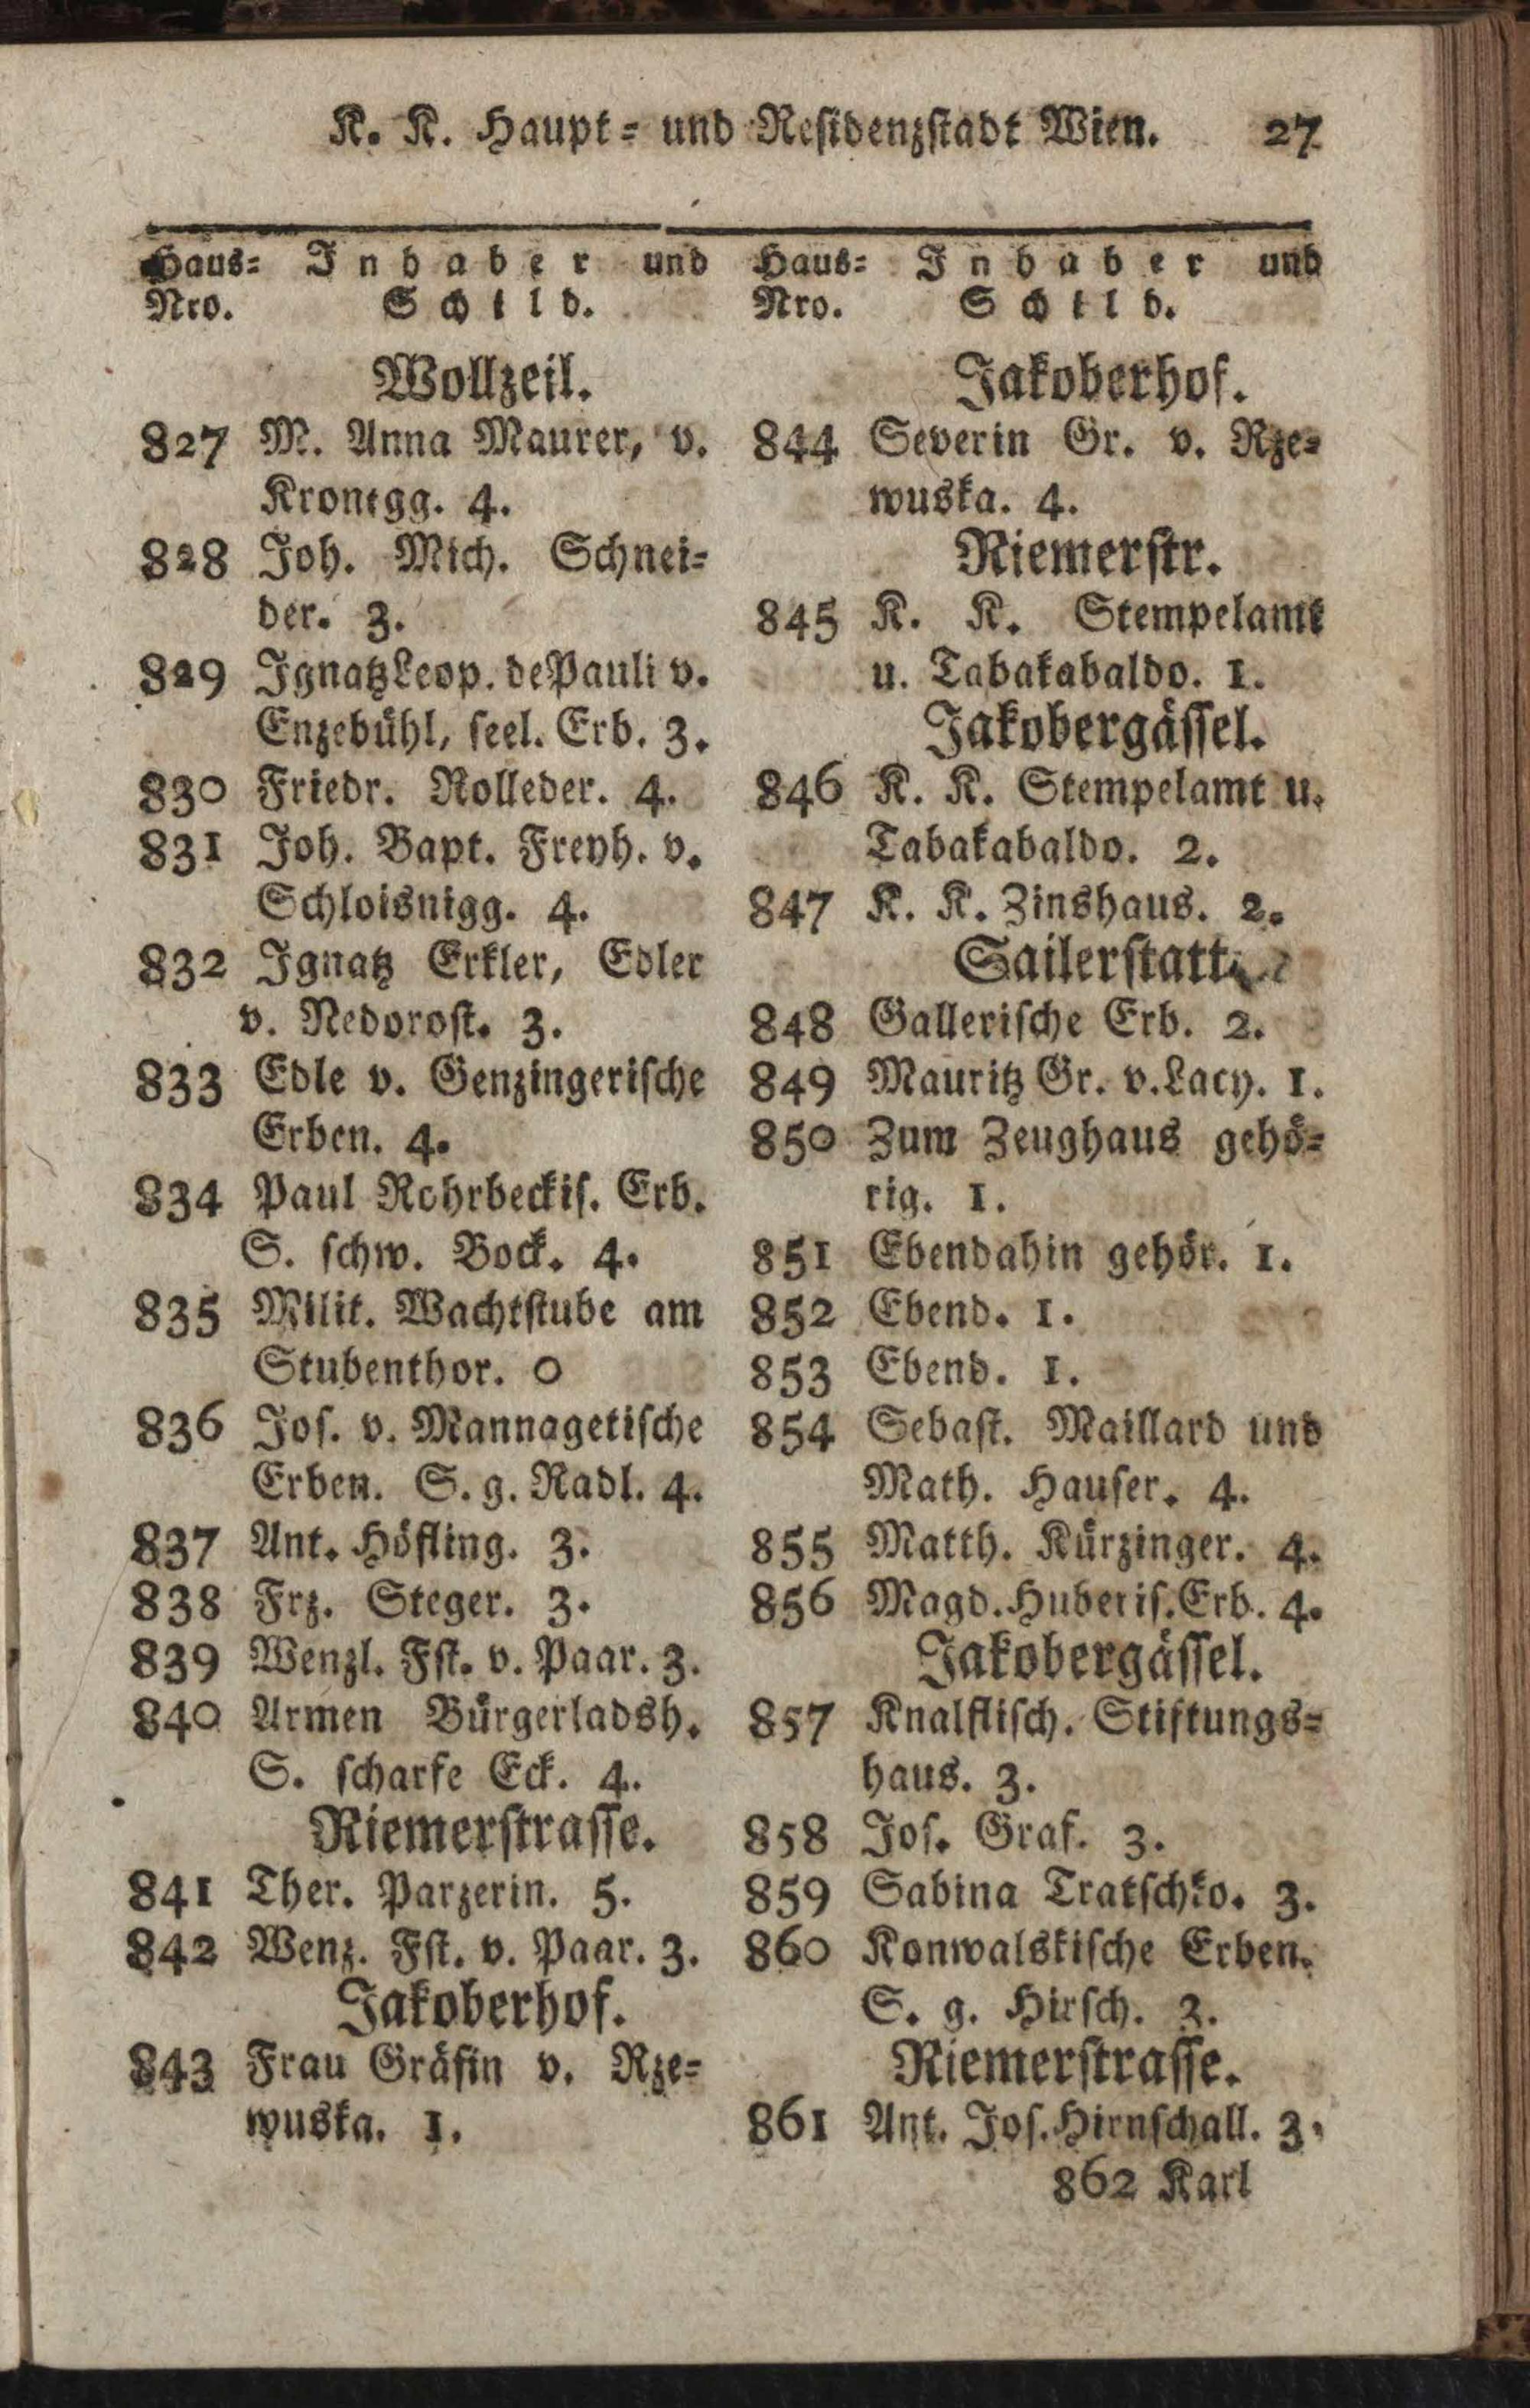 K. K. Haupt- und Residenzstadt Wien. 27
Haus- Inhaber und
Nro. Schild.
Wollzeil.
827 M. Anna Maurer, v.
Kronegg. 4.
828 Joh. Mich. Schnei-
der. 3.
829 Ignatz Leop. de Pauli v.
Enzebühl, seel. Erb. 3.
830 Friedr. Rolleder. 4.
831 Joh. Bapt. Freyh. v.
Schloisnigg. 4.
832 Ignatz Erkler, Edler
v. Nedorost. 3.
833 Edle v. Genzingerische
Erben. 4.
834 Paul Rohrbeckis. Erb.
S. schw. Bock. 4.
835 Milit. Wachtstube am
Stubenthor. 0
836 Jos. v. Mannagetische
Erben. S. g. Radl. 4.
837 Ant. Höfling. 3.
838 Frz. Steger. 3.
839 Wenzl. Fst. v. Paar. 3.
840 Armen Bürgerladsh.
S. scharfe Eck. 4.
Riemerstrasse.
841 Ther. Parzerin. 5.
842 Wenz. Fst. v. Paar. 3.
Jakoberhof.
843 Frau Gräfin v. Rze-
wuska. 1.
Haus- Inhaber und
Nro. Schild.
Jakoberhof.
844 Severin Gr. v. Rze-
wuska. 4.
Riemerstr.
845 K. K. Stempelamt
u. Tabakabaldo. 1.
Jakobergässel.
846 K. K. Stempelamt u.
Tabakabaldo. 2.
847 K. K. Zinshaus. 2.
Sailerstatt.
848 Gallerische Erb. 2.
849 Mauritz Gr. v. Lacy. 1.
850 Zum Zeughaus gehö-
rig. 1.
851 Ebendahin gehör. 1.
852 Ebend. 1.
853 Ebend. 1.
854 Sebast. Maillard und
Math. Hauser. 4.
855 Matth. Kürzinger. 4.
856 Magd. Huberis. Erb. 4.
Jakobergässel.
857 Knalflisch. Stiftungs-
haus. 3.
858 Jos. Graf. 3.
859 Sabina Tratschko. 3.
860 Konwalskische Erben.
S. g. Hirsch. 3.
Riemerstrasse.
861 Ant. Jos. Hirnschall. 3.
862 Karl